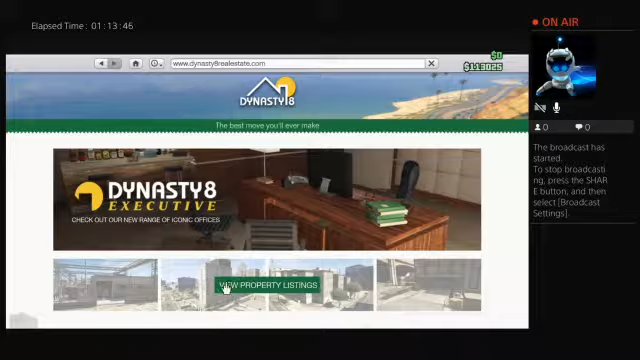 Elapsed Time : 01:13:46
ON AIR
www.dynasty8realestate.com
$0
$113025
DYNASTY8
The best move you'll ever make
DYNASTY 8
EXECUTIVE
CHECK OUT OUR NEW RANGE OF ICONIC OFFICES
VIEW PROPERTY LISTINGS
0
0
The broadcast has
started.
To stop broadcasti
ng, press the SHAR
E button, and then
select [Broadcast
Settings].